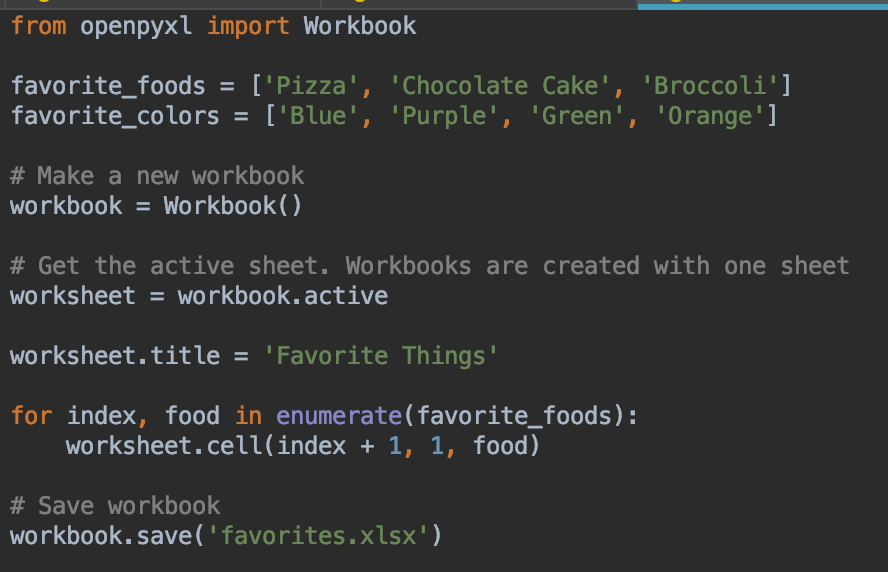 from openpyxl import Workbook
favorite_foods = ['Pizza', 'Chocolate Cake', 'Broccoli']
favorite_colors = ['Blue', 'Purple', 'Green', 'Orange']
# Make a new workbook
workbook = Workbook()
# Get the active sheet. Workbooks are created with one sheet
worksheet = workbook.active
worksheet.title = 'Favorite Things'
for index, food in enumerate(favorite_foods):
    worksheet.cell(index + 1, 1, food)
# Save workbook
workbook.save('favorites.xlsx')